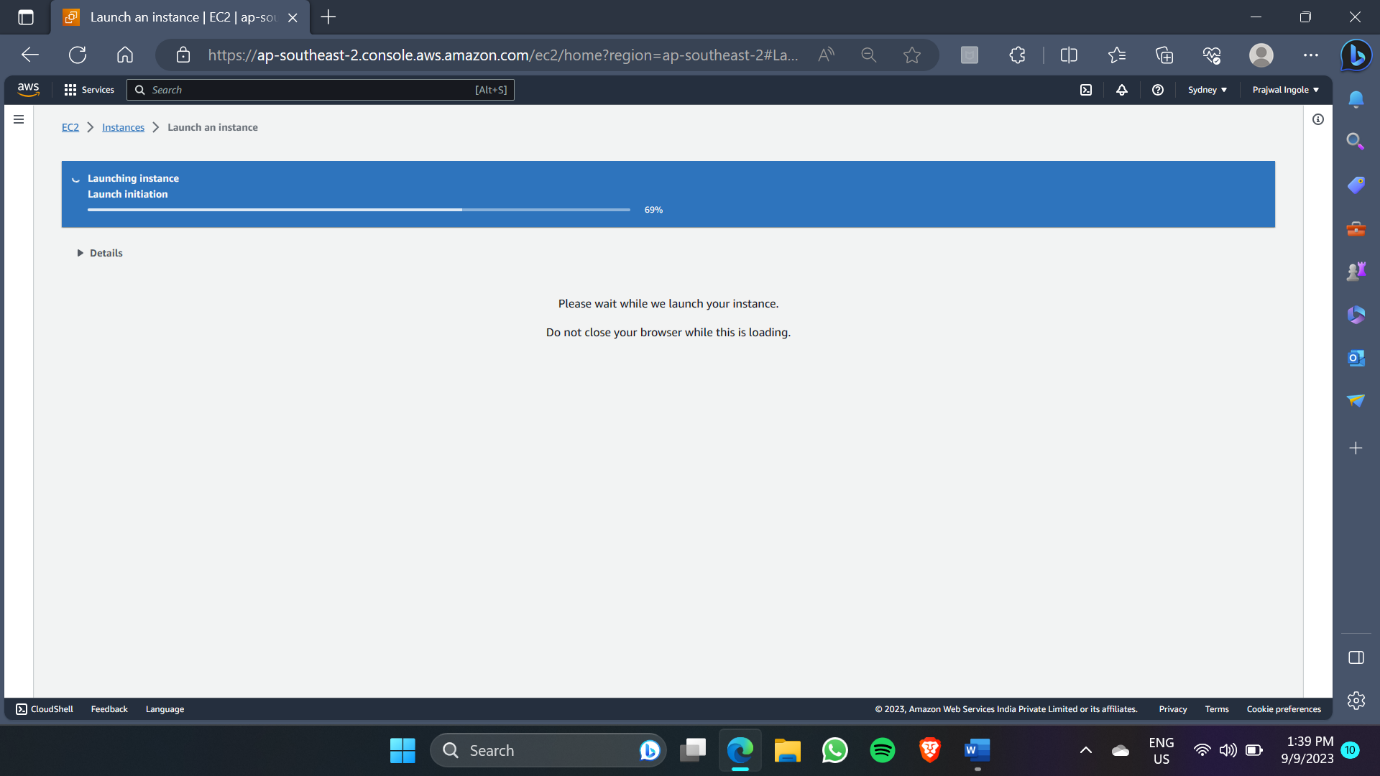 Launch an instance | EC2 | ap-sou
https://ap-southeast-2.console.aws.amazon.com/ec2/home?region=ap-southeast-2#La...
aws
Services
Search
[Alt+S]
Sydney
Prajwal Ingole
EC2
Instances
Launch an instance
Launching instance
Launch initiation
69%
Details
Please wait while we launch your instance.
Do not close your browser while this is loading.
CloudShell
Feedback
Language
© 2023, Amazon Web Services India Private Limited or its affiliates.
Privacy
Terms
Cookie preferences
Search
ENG
US
1:39 PM
9/9/2023
10